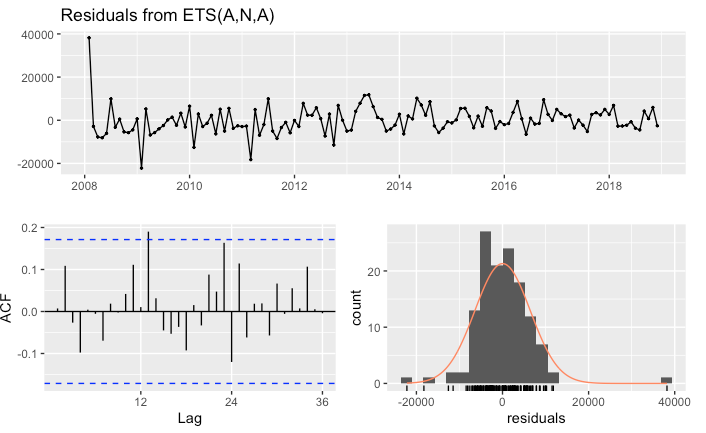 Residuals from ETS(A,N,A)
40000
20000
0
-20000
2008 2010 2012 2014 2016 2018
0.2
0.1
0.0
-0.1
ACF
12 24 36
Lag
20
10
0
count
-20000 0 20000 40000
residuals